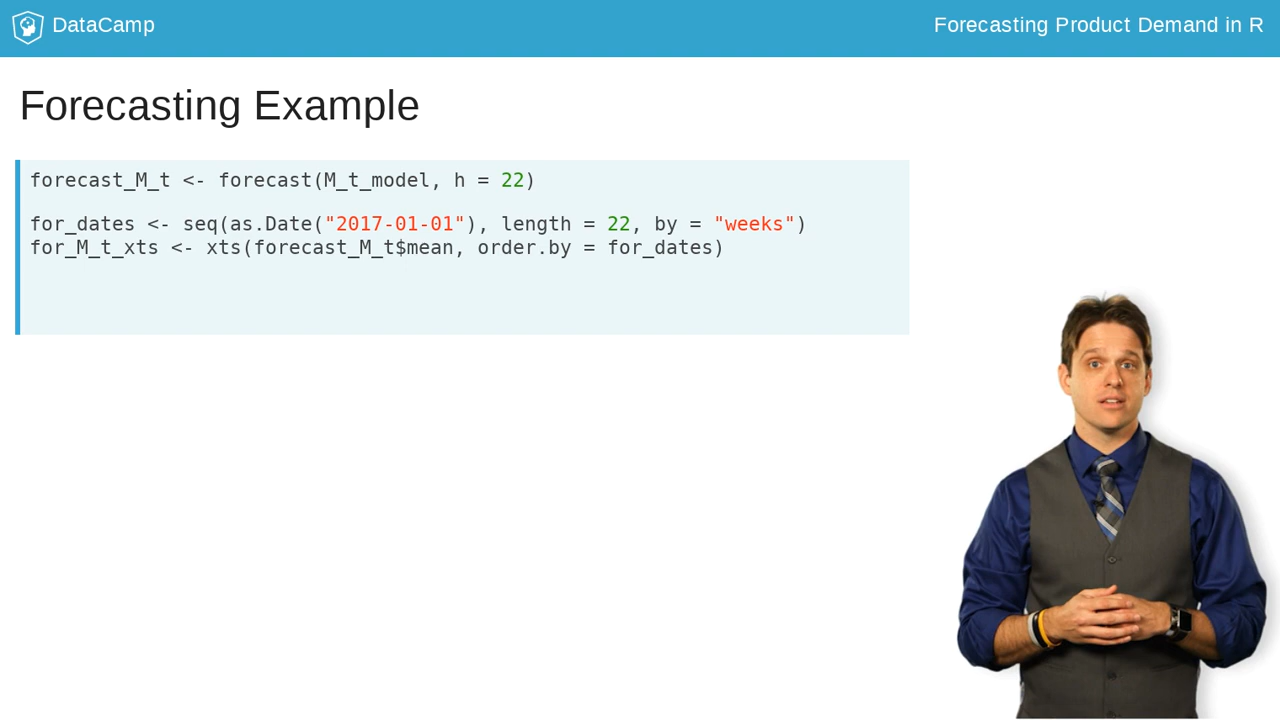 DataCamp
Forecasting Product Demand in R
Forecasting Example
forecast_M_t <- forecast(M_t_model, h = 22)
for_dates <- seq(as.Date("2017-01-01"), length = 22, by = "weeks")
for_M_t_xts <- xts(forecast_M_t$mean, order.by = for_dates)